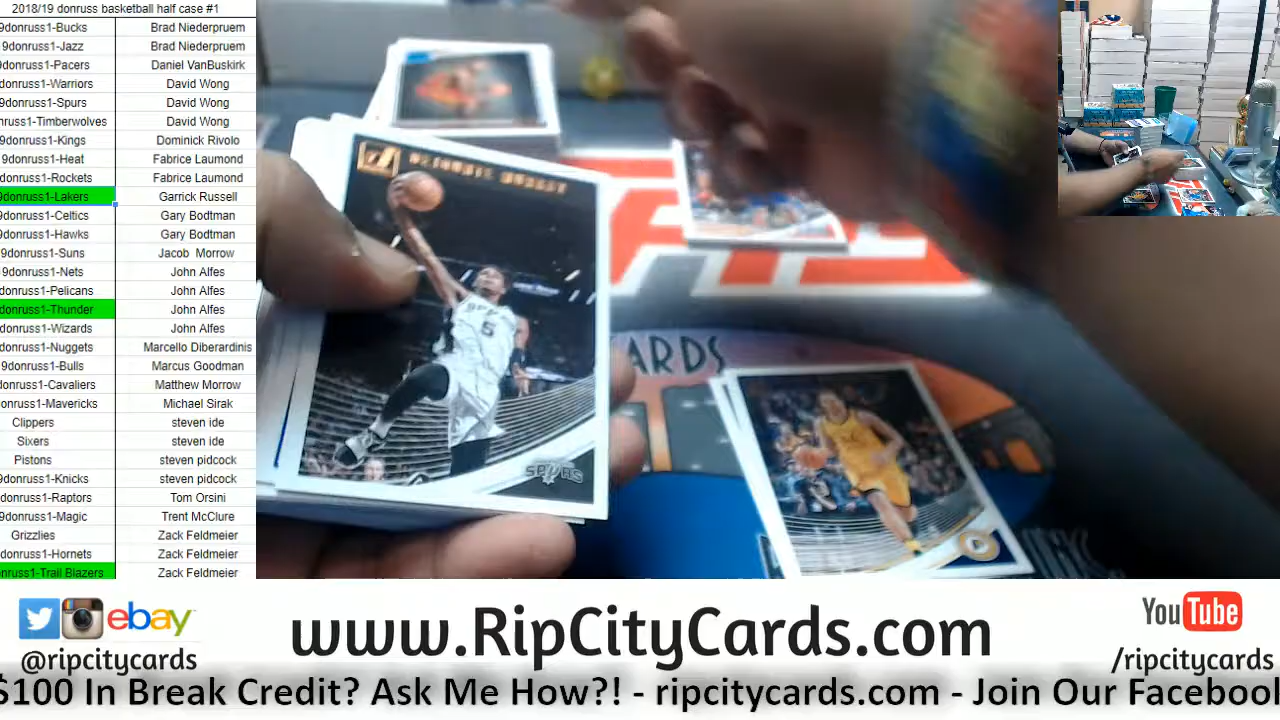 2018/19 donruss basketball half case #1
9donruss1-Bucks Brad Niederpruem
9donruss1-Jazz Brad Niederpruem
9donruss1-Pacers Daniel VanBuskirk
donruss1-Warriors David Wong
9donruss1-Spurs David Wong
donruss1-Timberwolves David Wong
9donruss1-Kings Dominick Rivolo
9donruss1-Heat Fabrice Laumond
donruss1-Rockets Fabrice Laumond
9donruss1-Lakers Garrick Russell
9donruss1-Celtics Gary Bodtman
9donruss1-Hawks Gary Bodtman
9donruss1-Suns Jacob Morrow
9donruss1-Nets John Alfes
donruss1-Pelicans John Alfes
donruss1-Thunder John Alfes
donruss1-Wizards John Alfes
donruss1-Nuggets Marcello Diberardinis
9donruss1-Bulls Marcus Goodman
donruss1-Cavaliers Matthew Morrow
onruss1-Mavericks Michael Sirak
Clippers steven ide
Sixers steven ide
Pistons steven pidcock
9donruss1-Knicks steven pidcock
donruss1-Raptors Tom Orsini
9donruss1-Magic Trent McClure
Grizzlies Zack Feldmeier
donruss1-Hornets Zack Feldmeier
nruss1-Trail Blazers Zack Feldmeier
SPURS
5
ARDS
ebay
@ripcitycards
www.RipCityCards.com
YouTube
/ripcitycards
$100 In Break Credit? Ask Me How?! - ripcitycards.com - Join Our Facebool